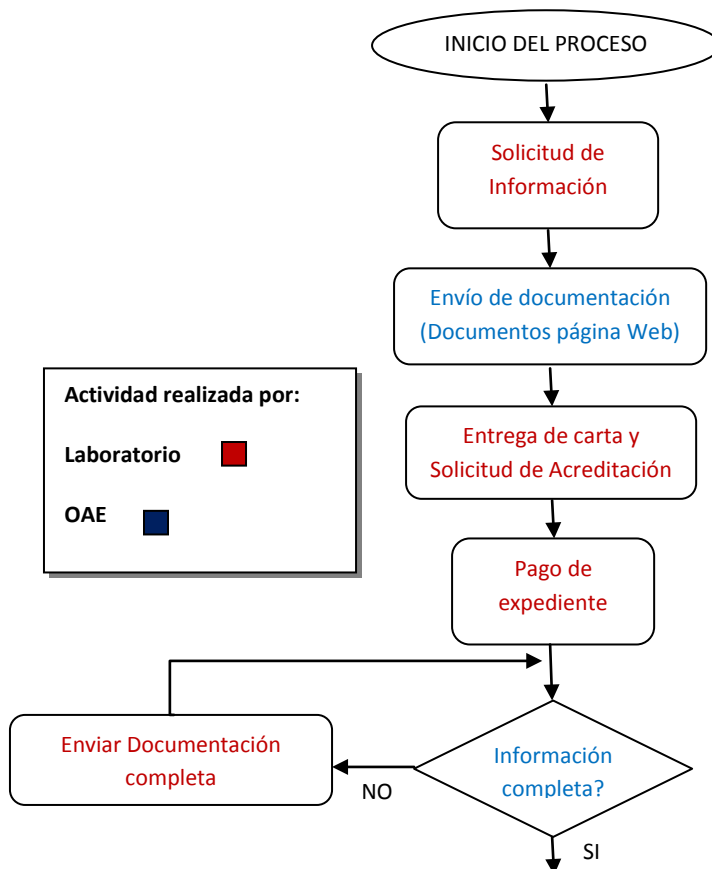 INICIO DEL PROCESO
Solicitud de
Información
Envío de documentación
(Documentos página Web)
Actividad realizada por:
Laboratorio
OAE
Entrega de carta y
Solicitud de Acreditación
Pago de
expediente
Enviar Documentación
completa
NO
Información
completa?
SI